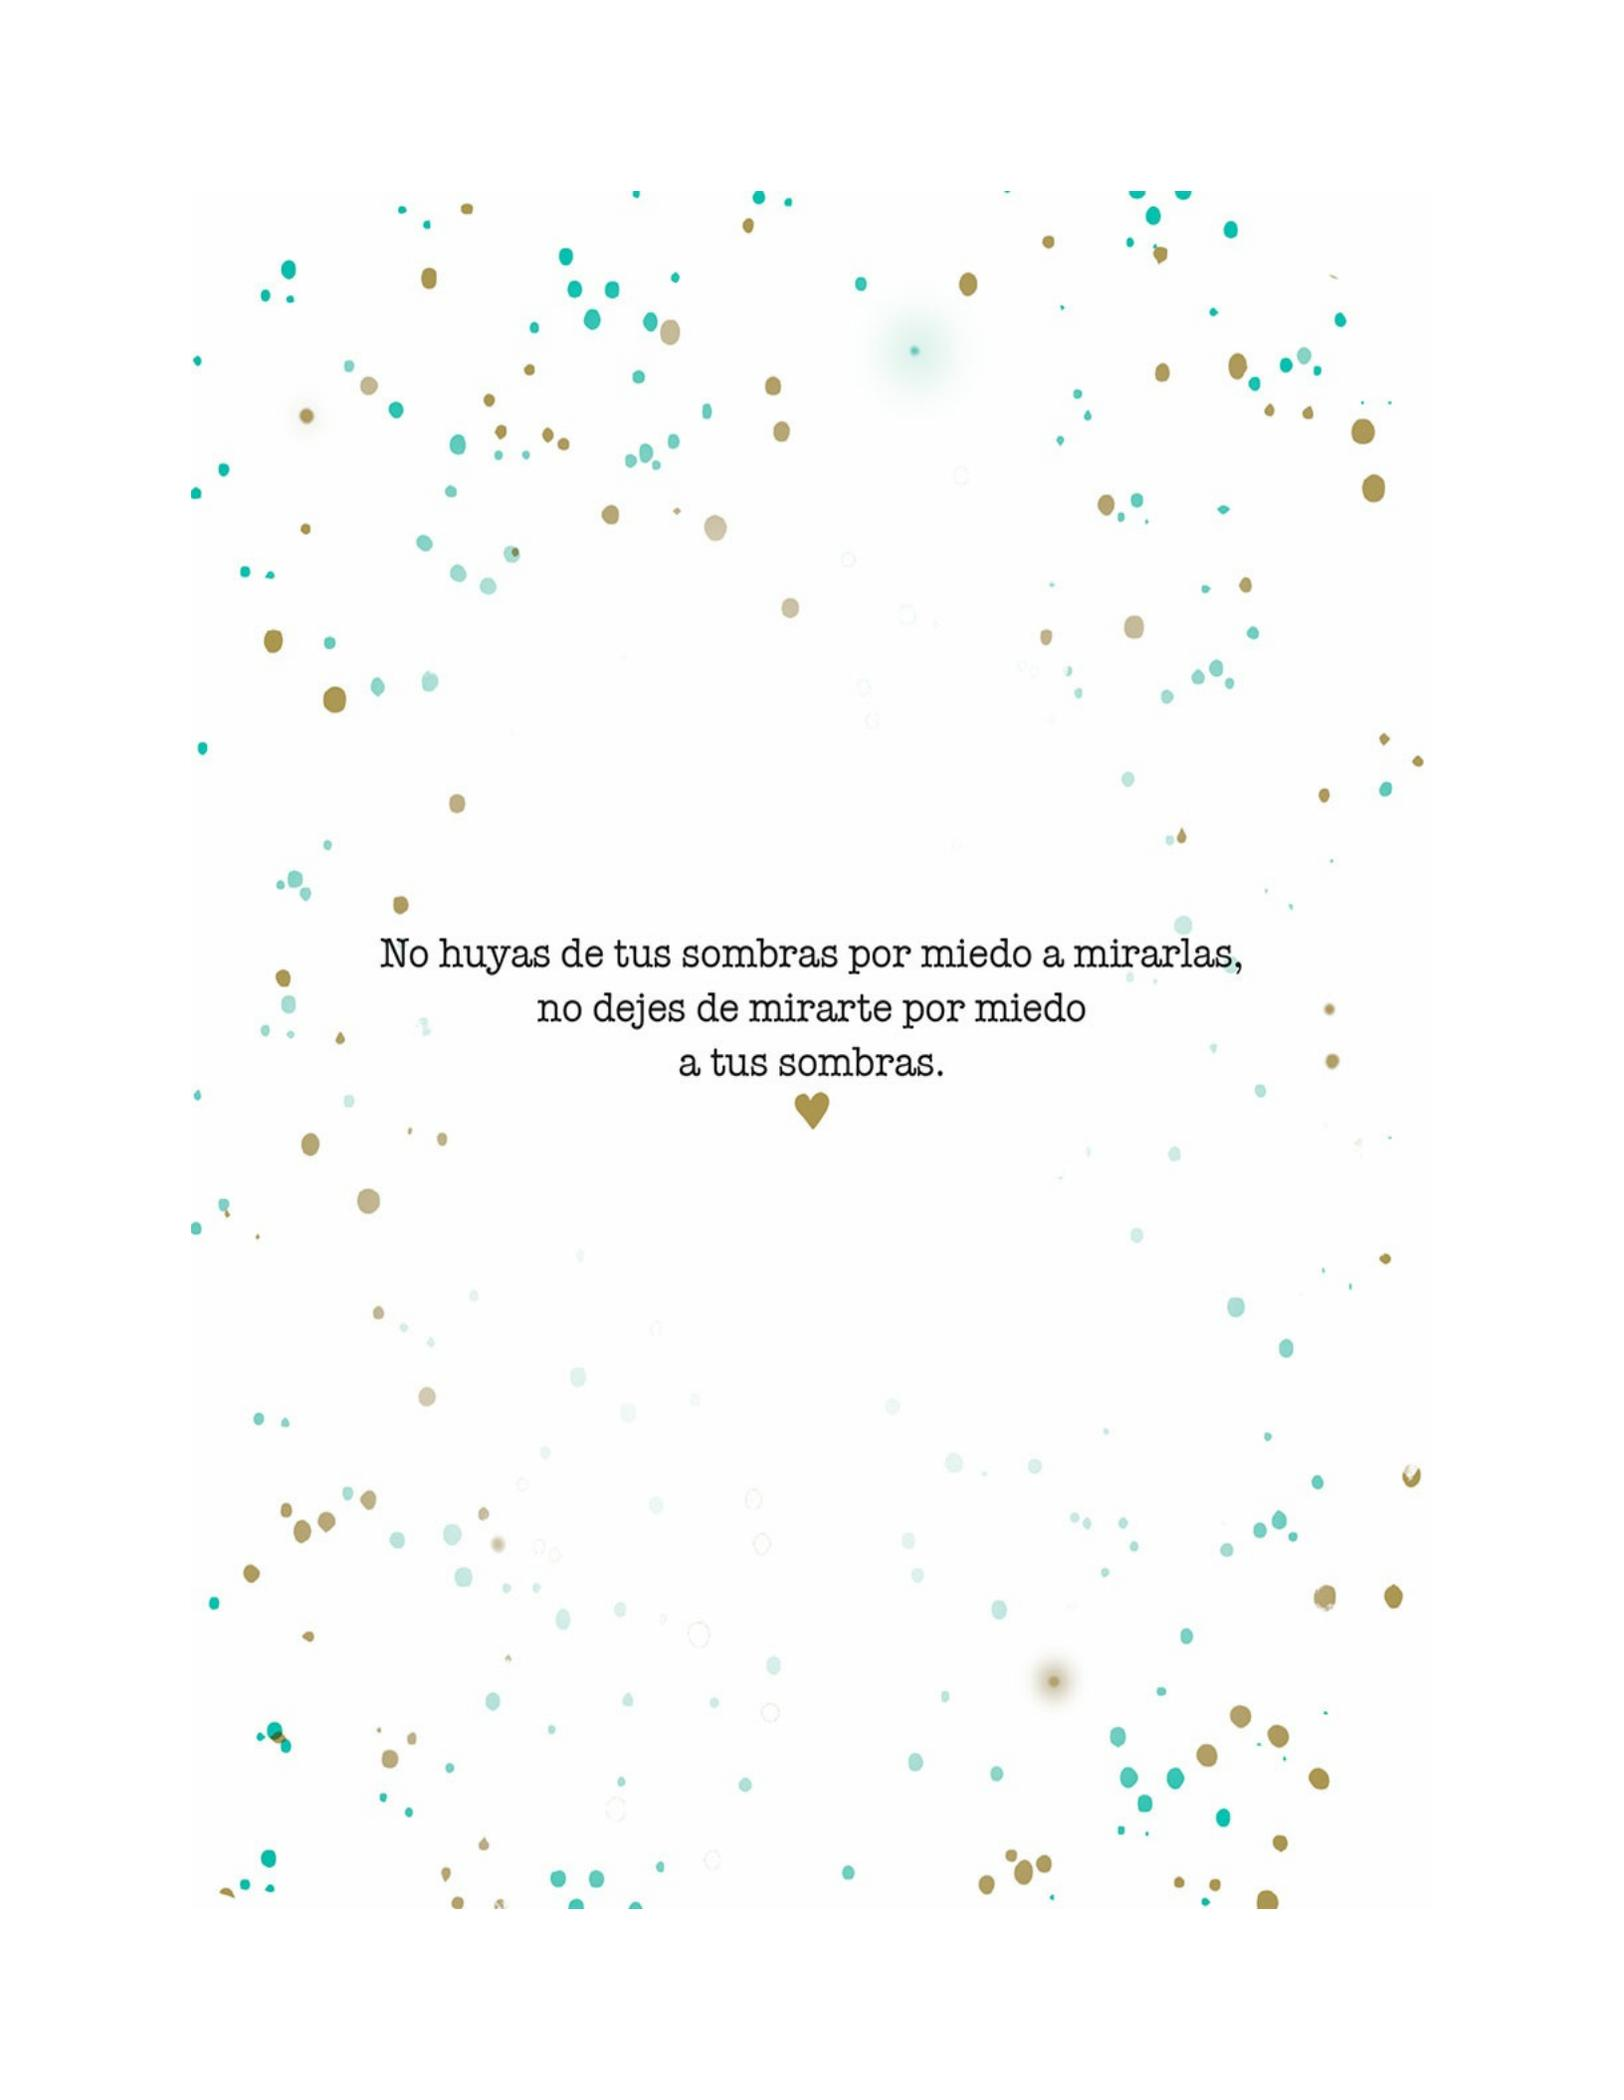 No huyas de tus sombras por miedo a mirarlas,
no dejes de mirarte por miedo
a tus sombras.